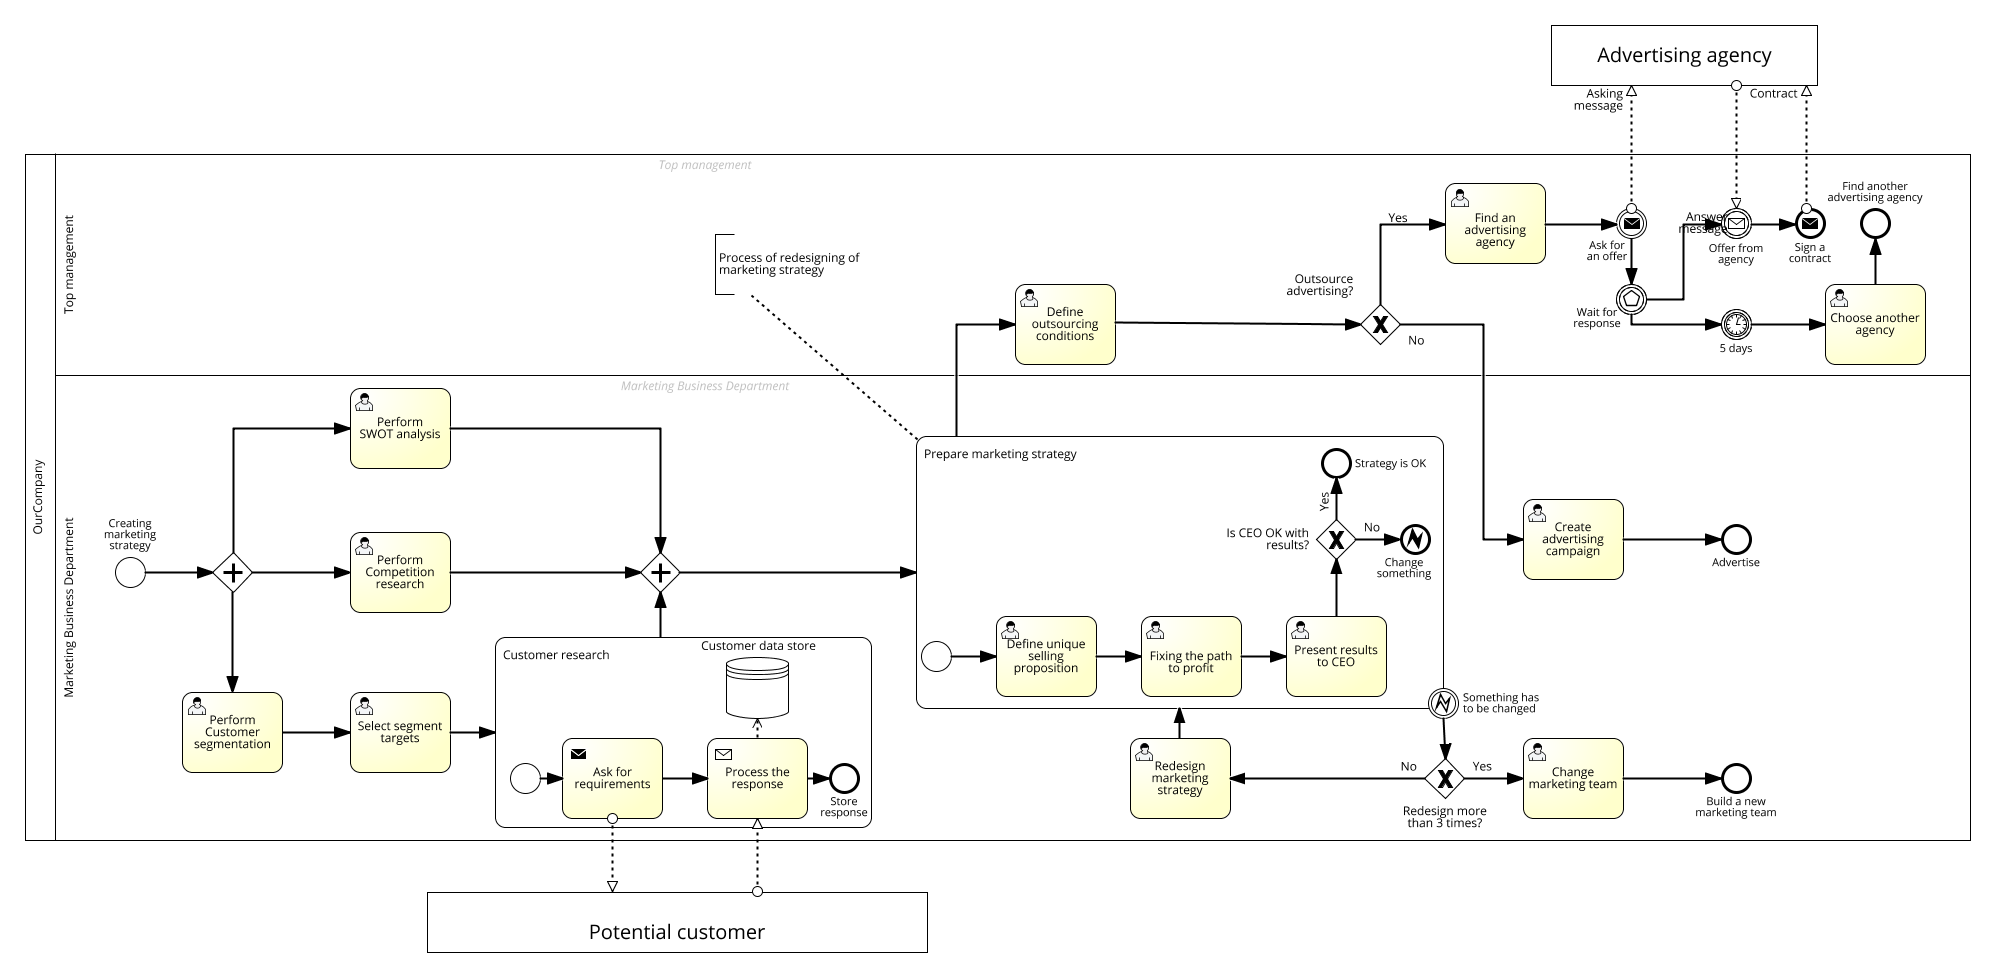 Advertising agency
Asking
message
Contract
Top management
OurCompany
Top management
Marketing Business Department
Find another
advertising agency
Yes
Find an
advertising
agency
Ask for
an offer
Answer
message
Offer from
agency
Sign a
contract
Process of redesigning of
marketing strategy
Outsource
advertising?
Define
outsourcing
conditions
No
Wait for
response
5 days
Choose another
agency
Marketing Business Department
Perform
SWOT analysis
Creating
marketing
strategy
Perform
Competition
research
Perform
Customer
segmentation
Select segment
targets
Customer research
Customer data store
Ask for
requirements
Process the
response
Store
response
Prepare marketing strategy
Strategy is OK
Yes
Is CEO OK with
results?
No
Change
something
Define unique
selling
proposition
Fixing the path
to profit
Present results
to CEO
Create
advertising
campaign
Advertise
Something has
to be changed
Redesign
marketing
strategy
No
Yes
Redesign more
than 3 times?
Change
marketing team
Build a new
marketing team
Potential customer